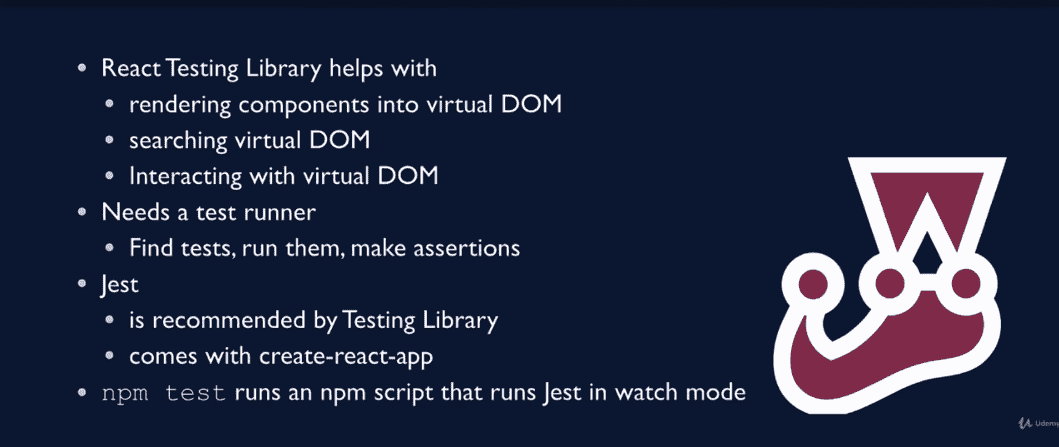 • React Testing Library helps with
• rendering components into virtual DOM
• searching virtual DOM
• Interacting with virtual DOM
• Needs a test runner
• Find tests, run them, make assertions
• Jest
• is recommended by Testing Library
• comes with create-react-app
• npm test runs an npm script that runs Jest in watch mode